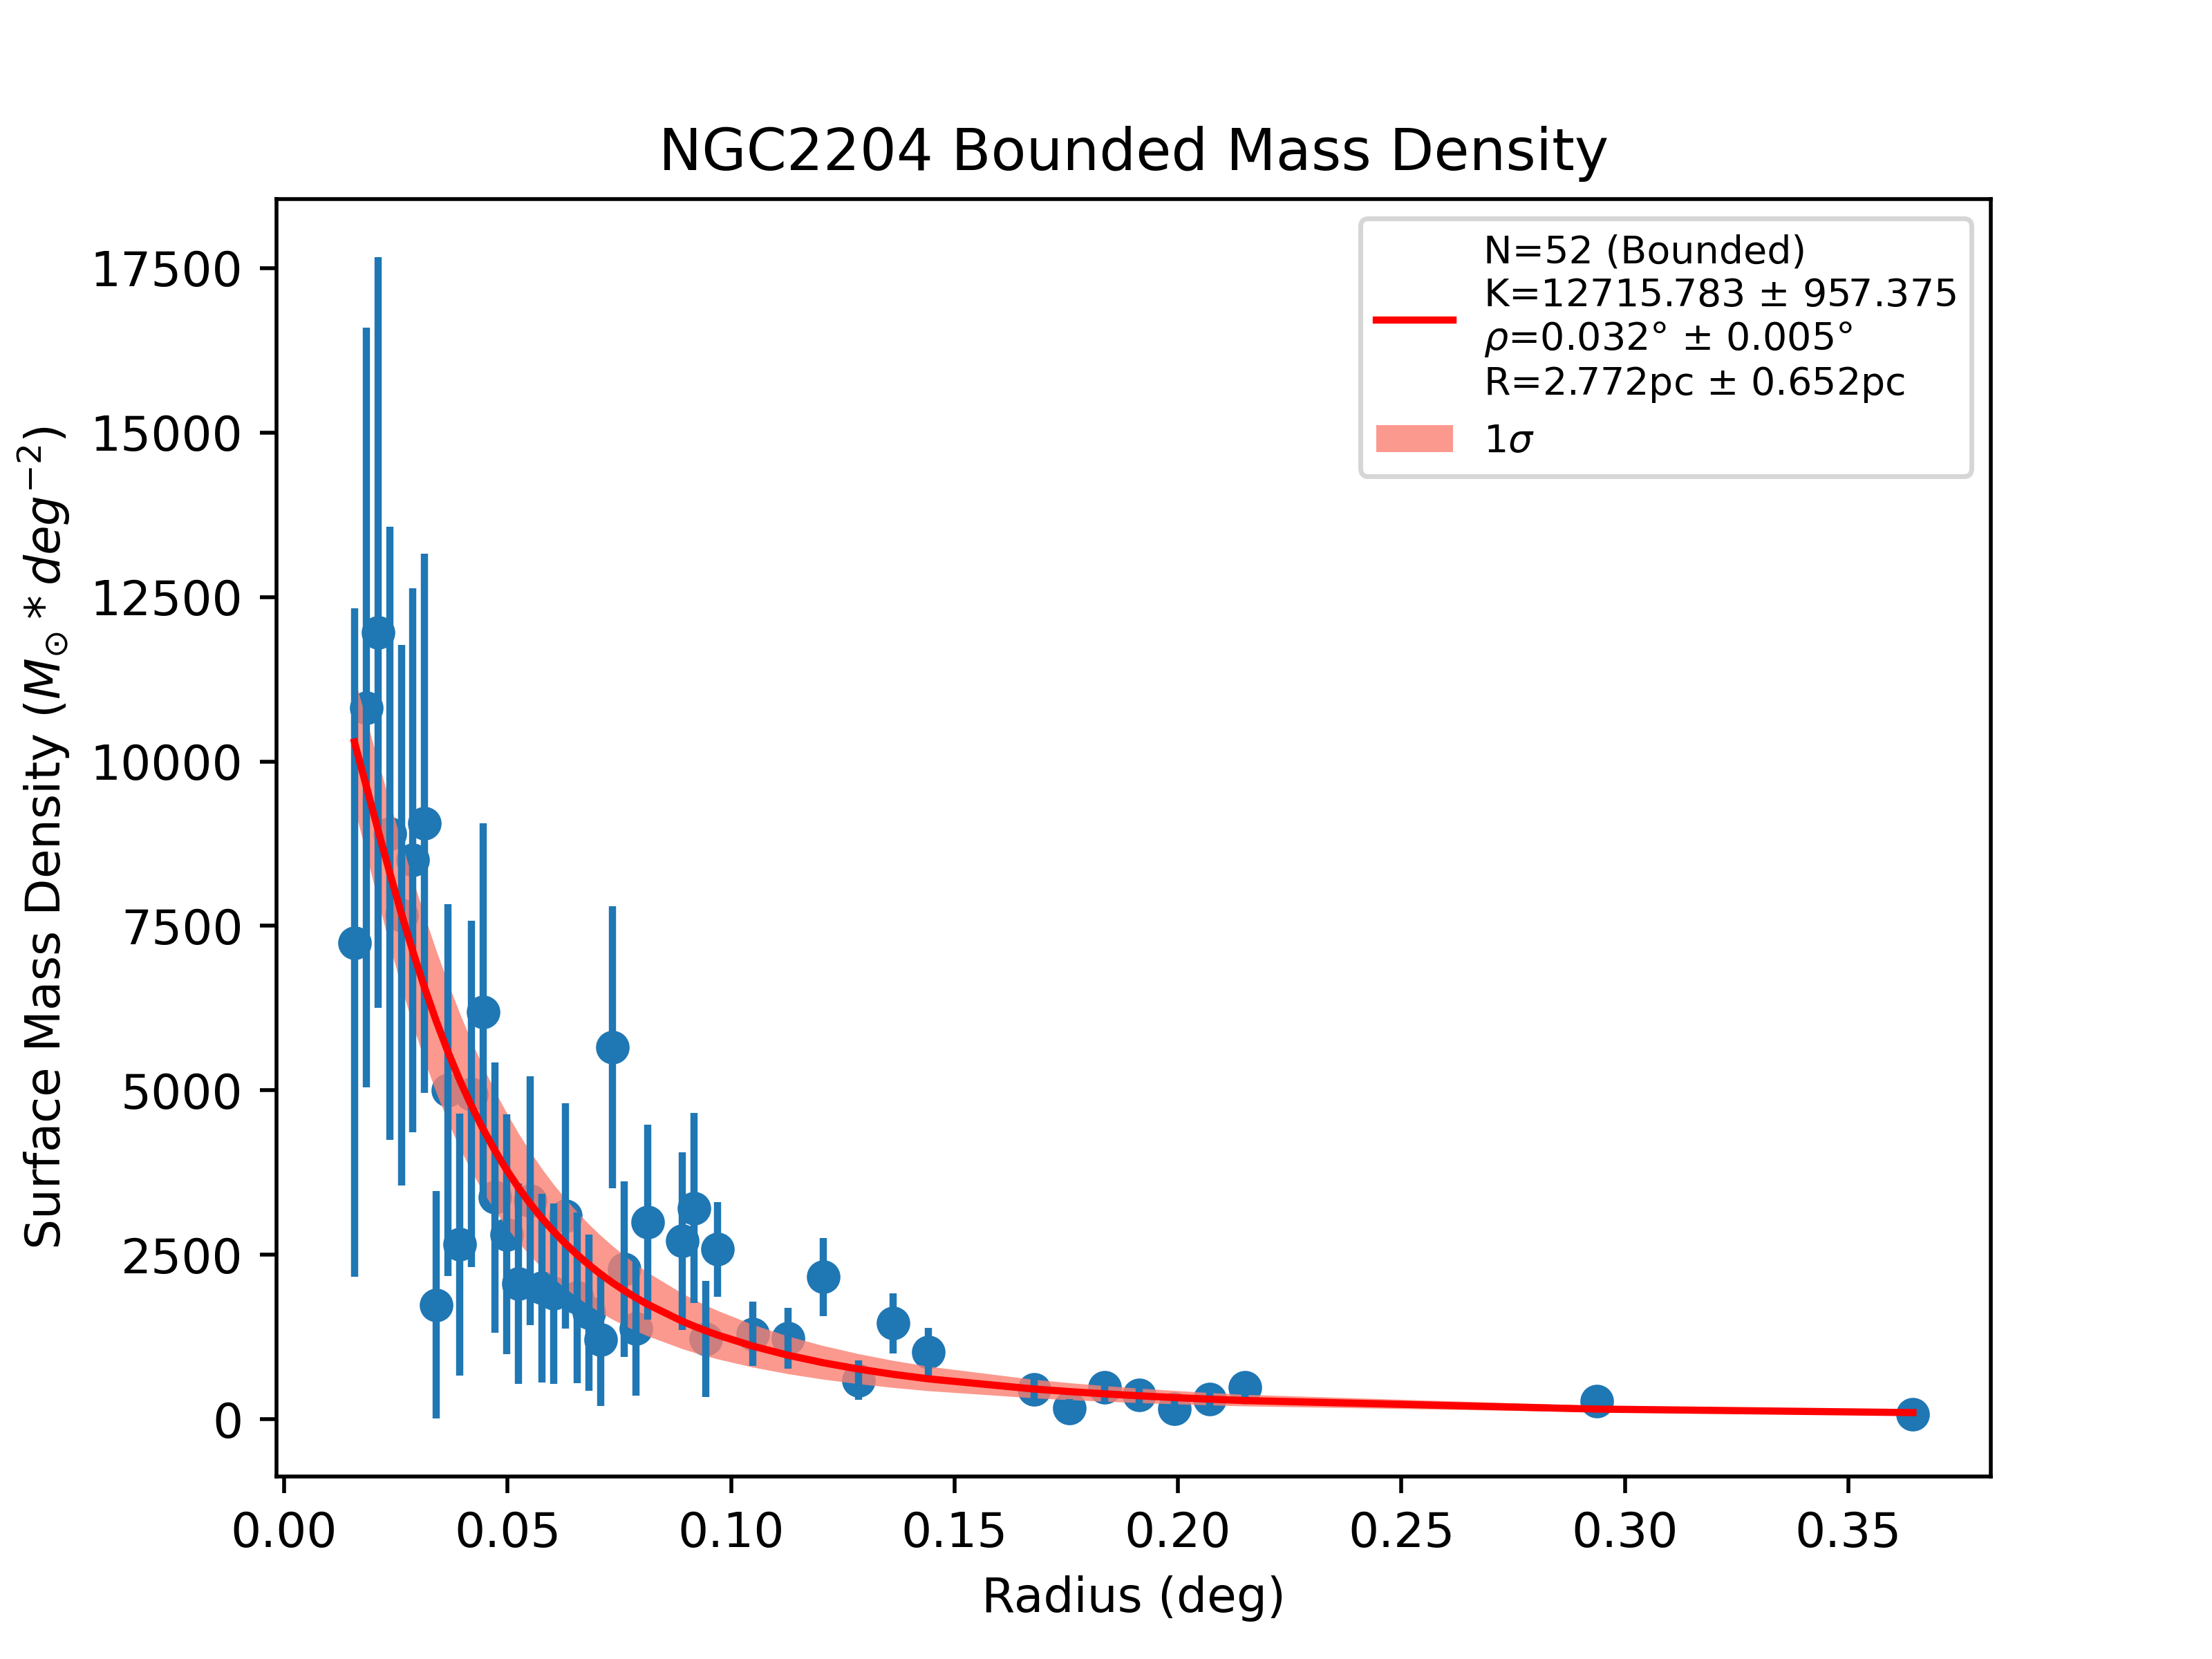 NGC2204 Bounded Mass Density
N=52 (Bounded)
K=12715.783 ± 957.375
ρ=0.032° ± 0.005°
R=2.772pc ± 0.652pc
1σ
Surface Mass Density (M⊙ * deg⁻²)
17500
15000
12500
10000
7500
5000
2500
0
0.00 0.05 0.10 0.15 0.20 0.25 0.30 0.35
Radius (deg)